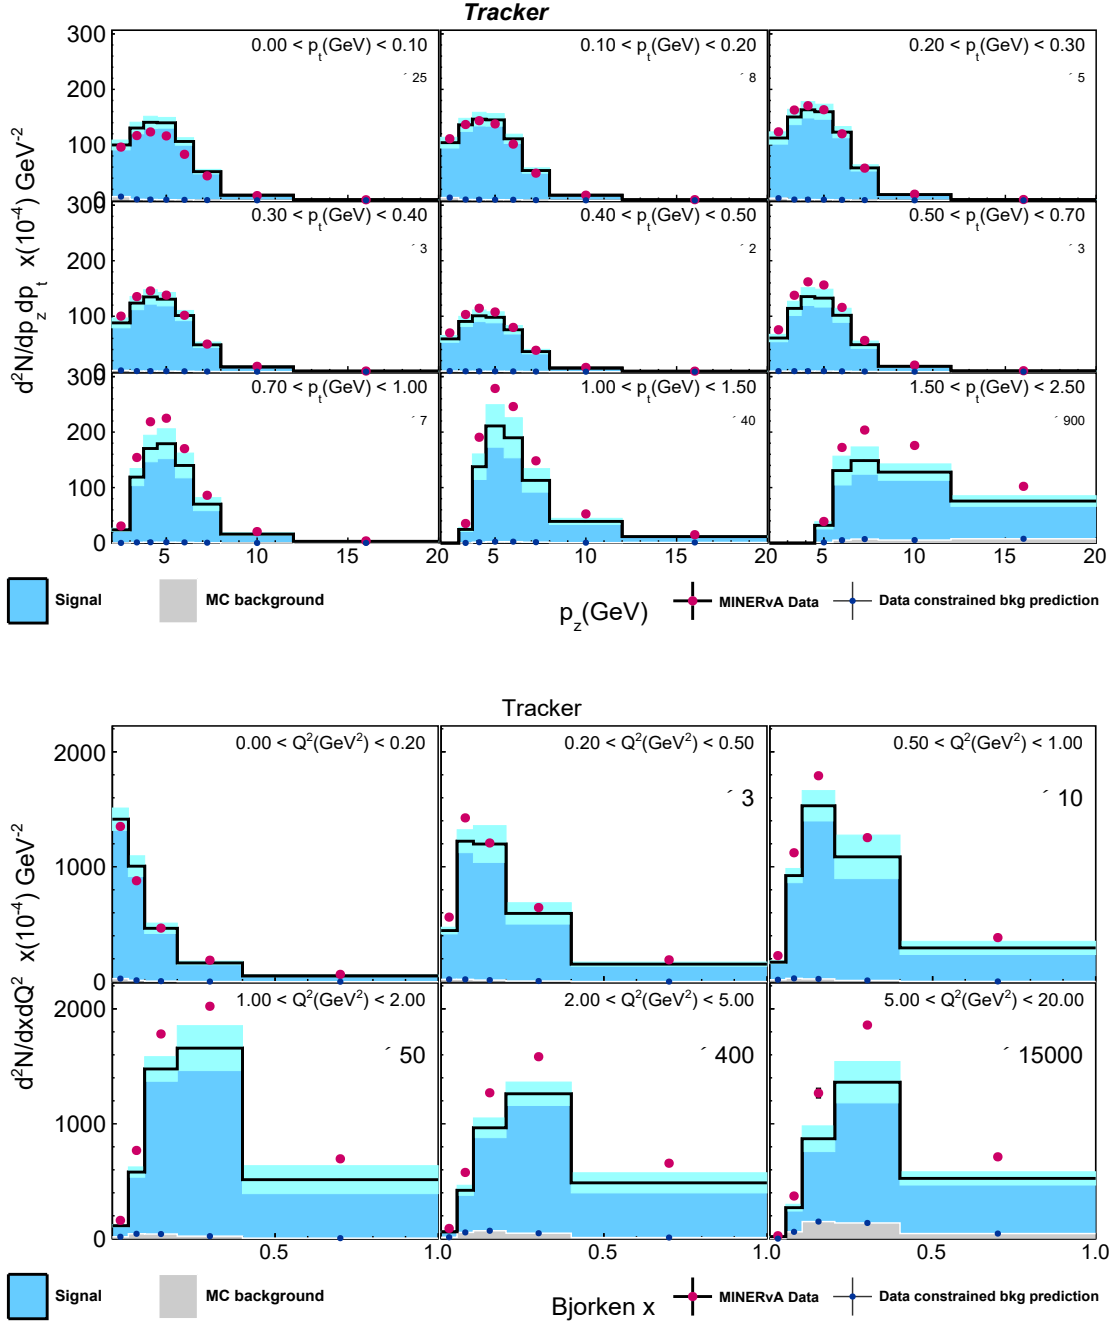 Tracker
d²N/dp_z dp_t x(10⁻⁴) GeV⁻²
300
200
100
0
0.00 < p_t(GeV) < 0.10
´ 25
0.10 < p_t(GeV) < 0.20
´ 8
0.20 < p_t(GeV) < 0.30
´ 5
300
200
100
0
0.30 < p_t(GeV) < 0.40
´ 3
0.40 < p_t(GeV) < 0.50
´ 2
0.50 < p_t(GeV) < 0.70
´ 3
300
200
100
0
0.70 < p_t(GeV) < 1.00
´ 7
1.00 < p_t(GeV) < 1.50
´ 40
1.50 < p_t(GeV) < 2.50
´ 900
5 10 15 20 5 10 15 20 5 10 15 20
p_z(GeV)
Signal MC background MINERvA Data Data constrained bkg prediction
Tracker
d²N/dxdQ² x(10⁻⁴) GeV⁻²
2000
1000
0
0.00 < Q²(GeV²) < 0.20
0.20 < Q²(GeV²) < 0.50
´ 3
0.50 < Q²(GeV²) < 1.00
´ 10
2000
1000
0
1.00 < Q²(GeV²) < 2.00
´ 50
2.00 < Q²(GeV²) < 5.00
´ 400
5.00 < Q²(GeV²) < 20.00
´ 15000
0.5 1.0 0.5 1.0 0.5 1.0
Bjorken x
Signal MC background MINERvA Data Data constrained bkg prediction